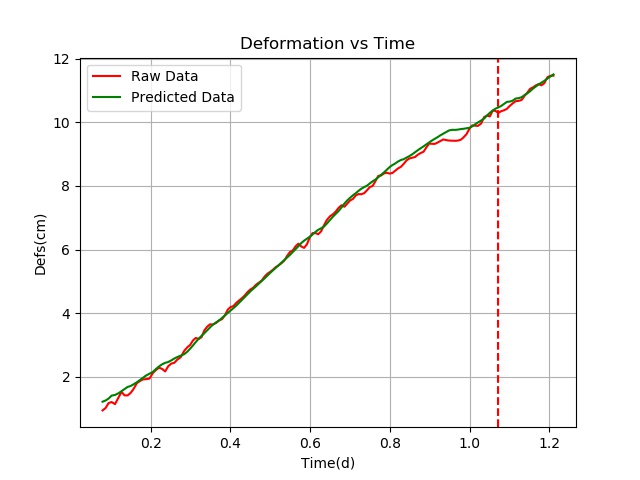 Deformation vs Time
Raw Data
Predicted Data
Defs(cm)
12
10
8
6
4
2
0.2 0.4 0.6 0.8 1.0 1.2
Time(d)